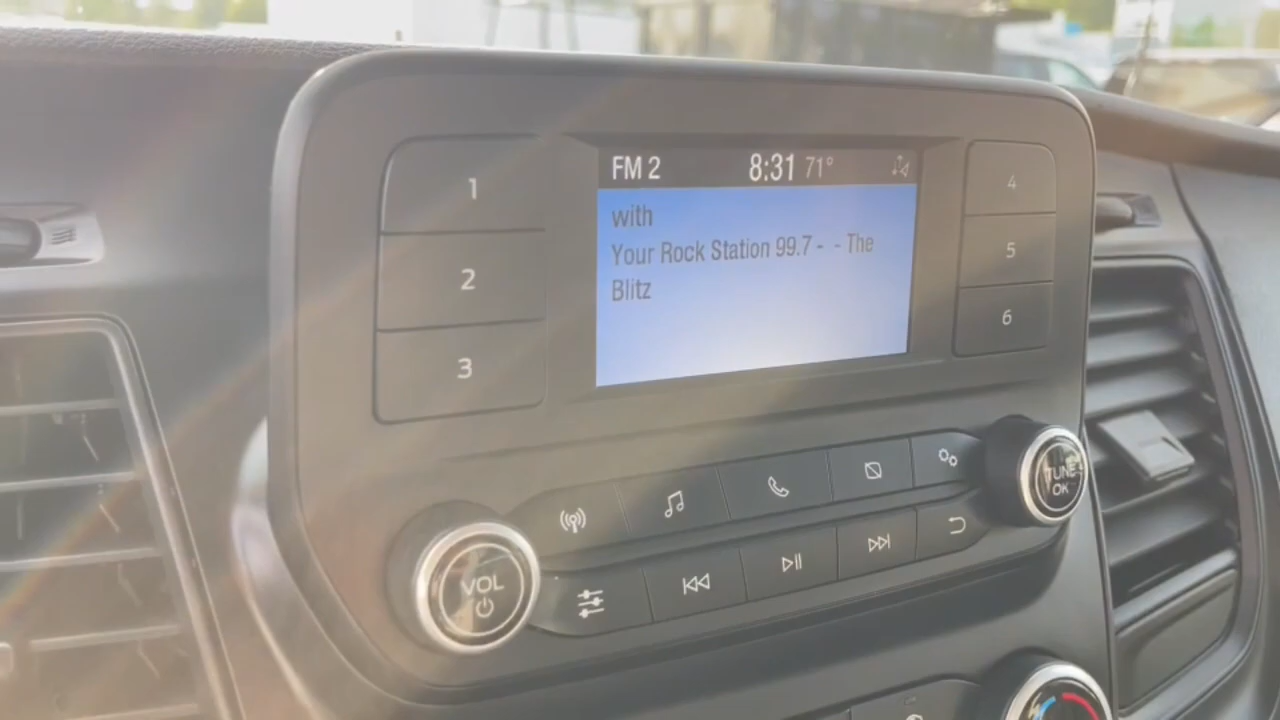 FM 2 8:31 71°
with
Your Rock Station 99.7 - - The
Blitz
1
2
3
4
5
6
VOL
TUNE
OK